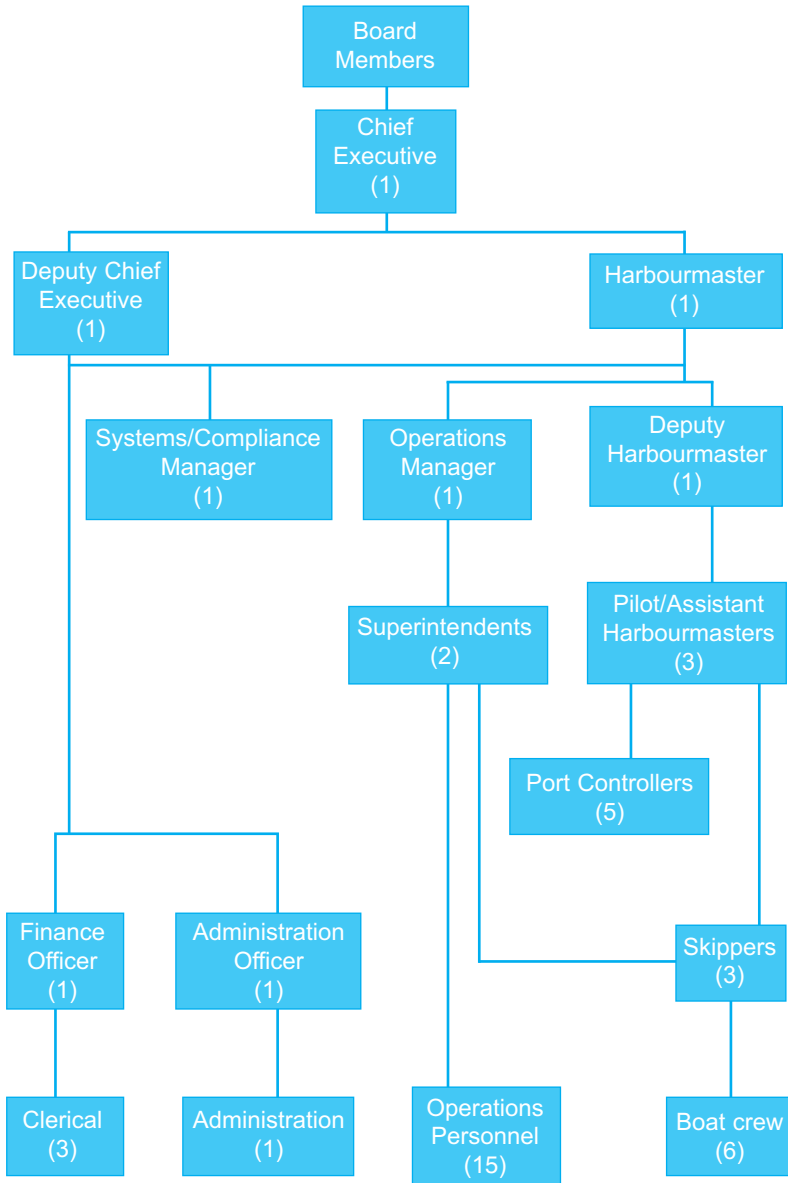 Board
Members
Chief
Executive
(1)
Deputy Chief
Executive
(1)
Harbourmaster
(1)
Systems/Compliance
Manager
(1)
Operations
Manager
(1)
Deputy
Harbourmaster
(1)
Superintendents
(2)
Pilot/Assistant
Harbourmasters
(3)
Port Controllers
(5)
Finance
Officer
(1)
Administration
Officer
(1)
Skippers
(3)
Clerical
(3)
Administration
(1)
Operations
Personnel
(15)
Boat crew
(6)